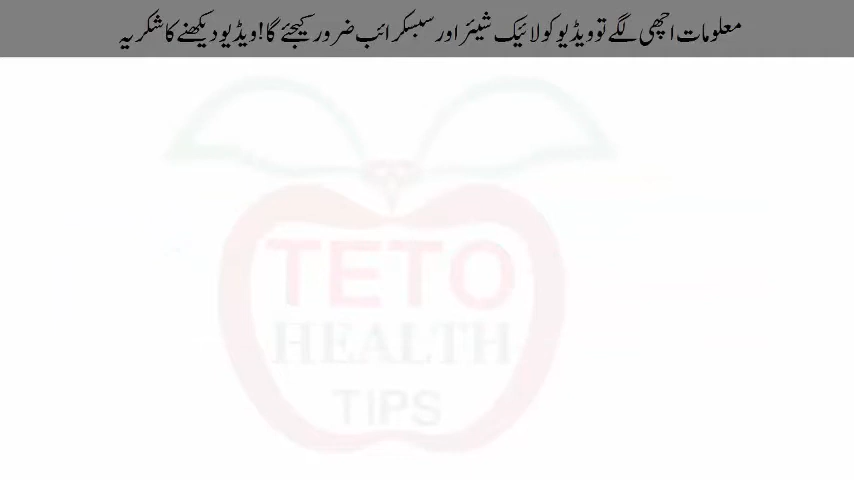 معلومات اچھی لگے تو ویڈیو کو لائیک شیئر اور سبسکرائب ضرور کیجئے گا! ویڈیو دیکھنے کا شکریہ
TETO
HEALTH
TIPS